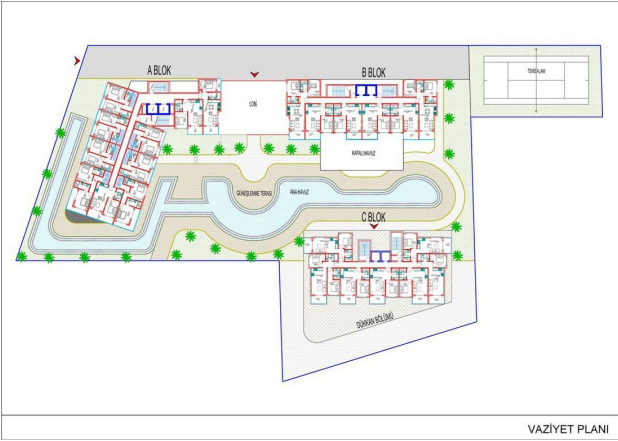 A BLOK
B BLOK
TENİS ALANI
LOBİ
KAPALI HAVUZ
GÜNEŞLENME TERASI
ANA HAVUZ
C BLOK
DÜKKAN BÖLÜMÜ
VAZİYET PLANI